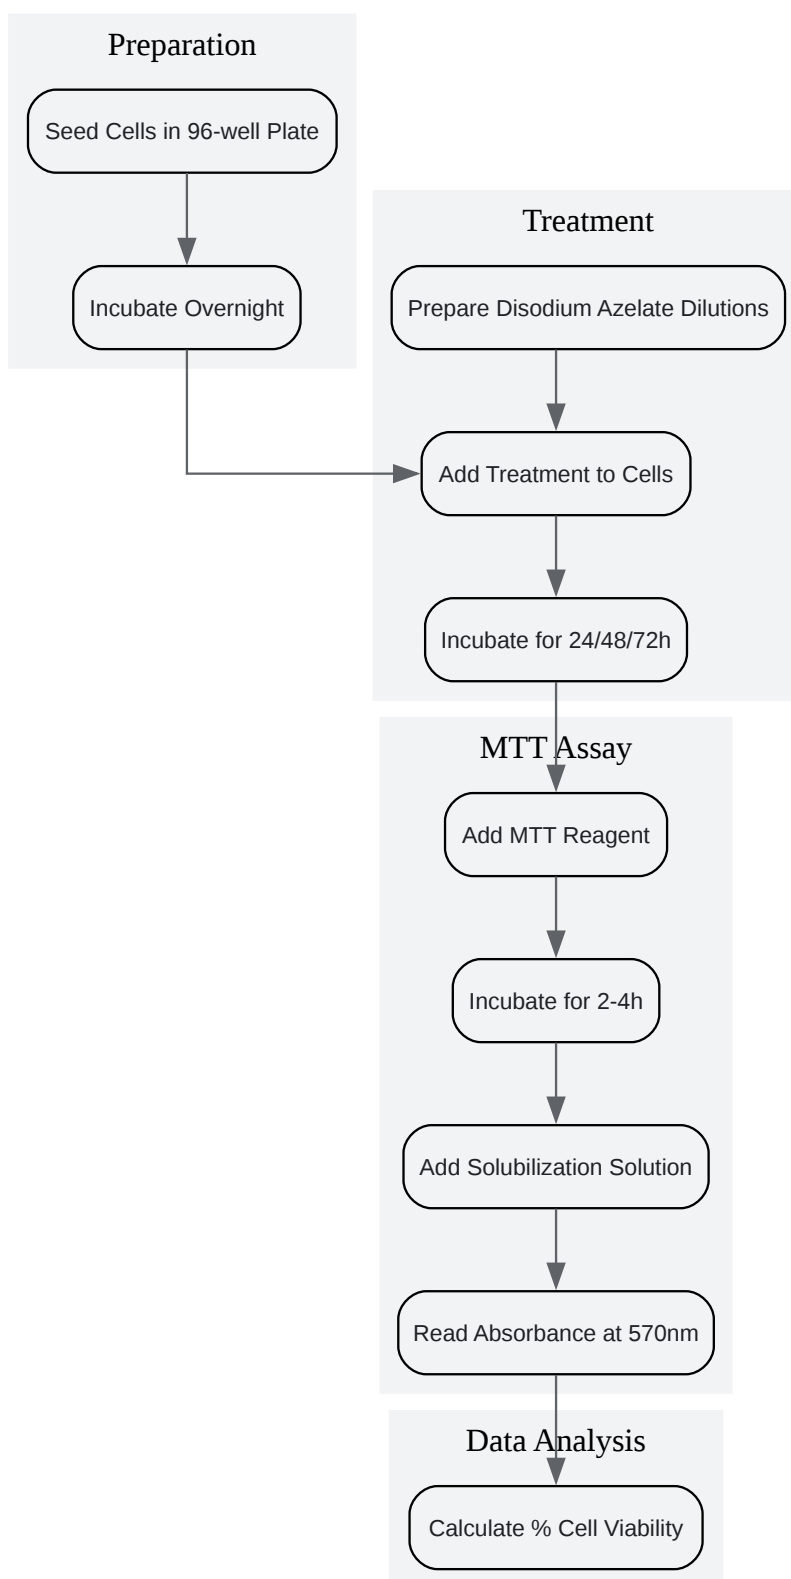 Preparation
Seed Cells in 96-well Plate
Incubate Overnight
Treatment
Prepare Disodium Azelate Dilutions
Add Treatment to Cells
Incubate for 24/48/72h
MTT Assay
Add MTT Reagent
Incubate for 2-4h
Add Solubilization Solution
Read Absorbance at 570nm
Data Analysis
Calculate % Cell Viability